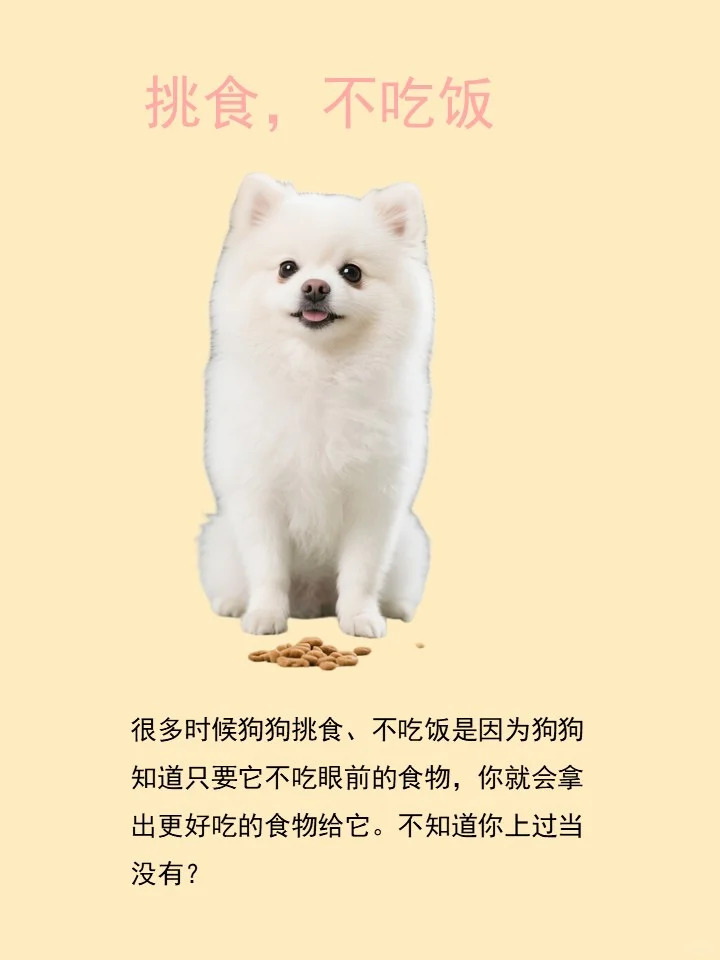 挑食，不吃饭
很多时候狗狗挑食、不吃饭是因为狗狗
知道只要它不吃眼前的食物，你就会拿
出更好吃的食物给它。不知道你上过当
没有？